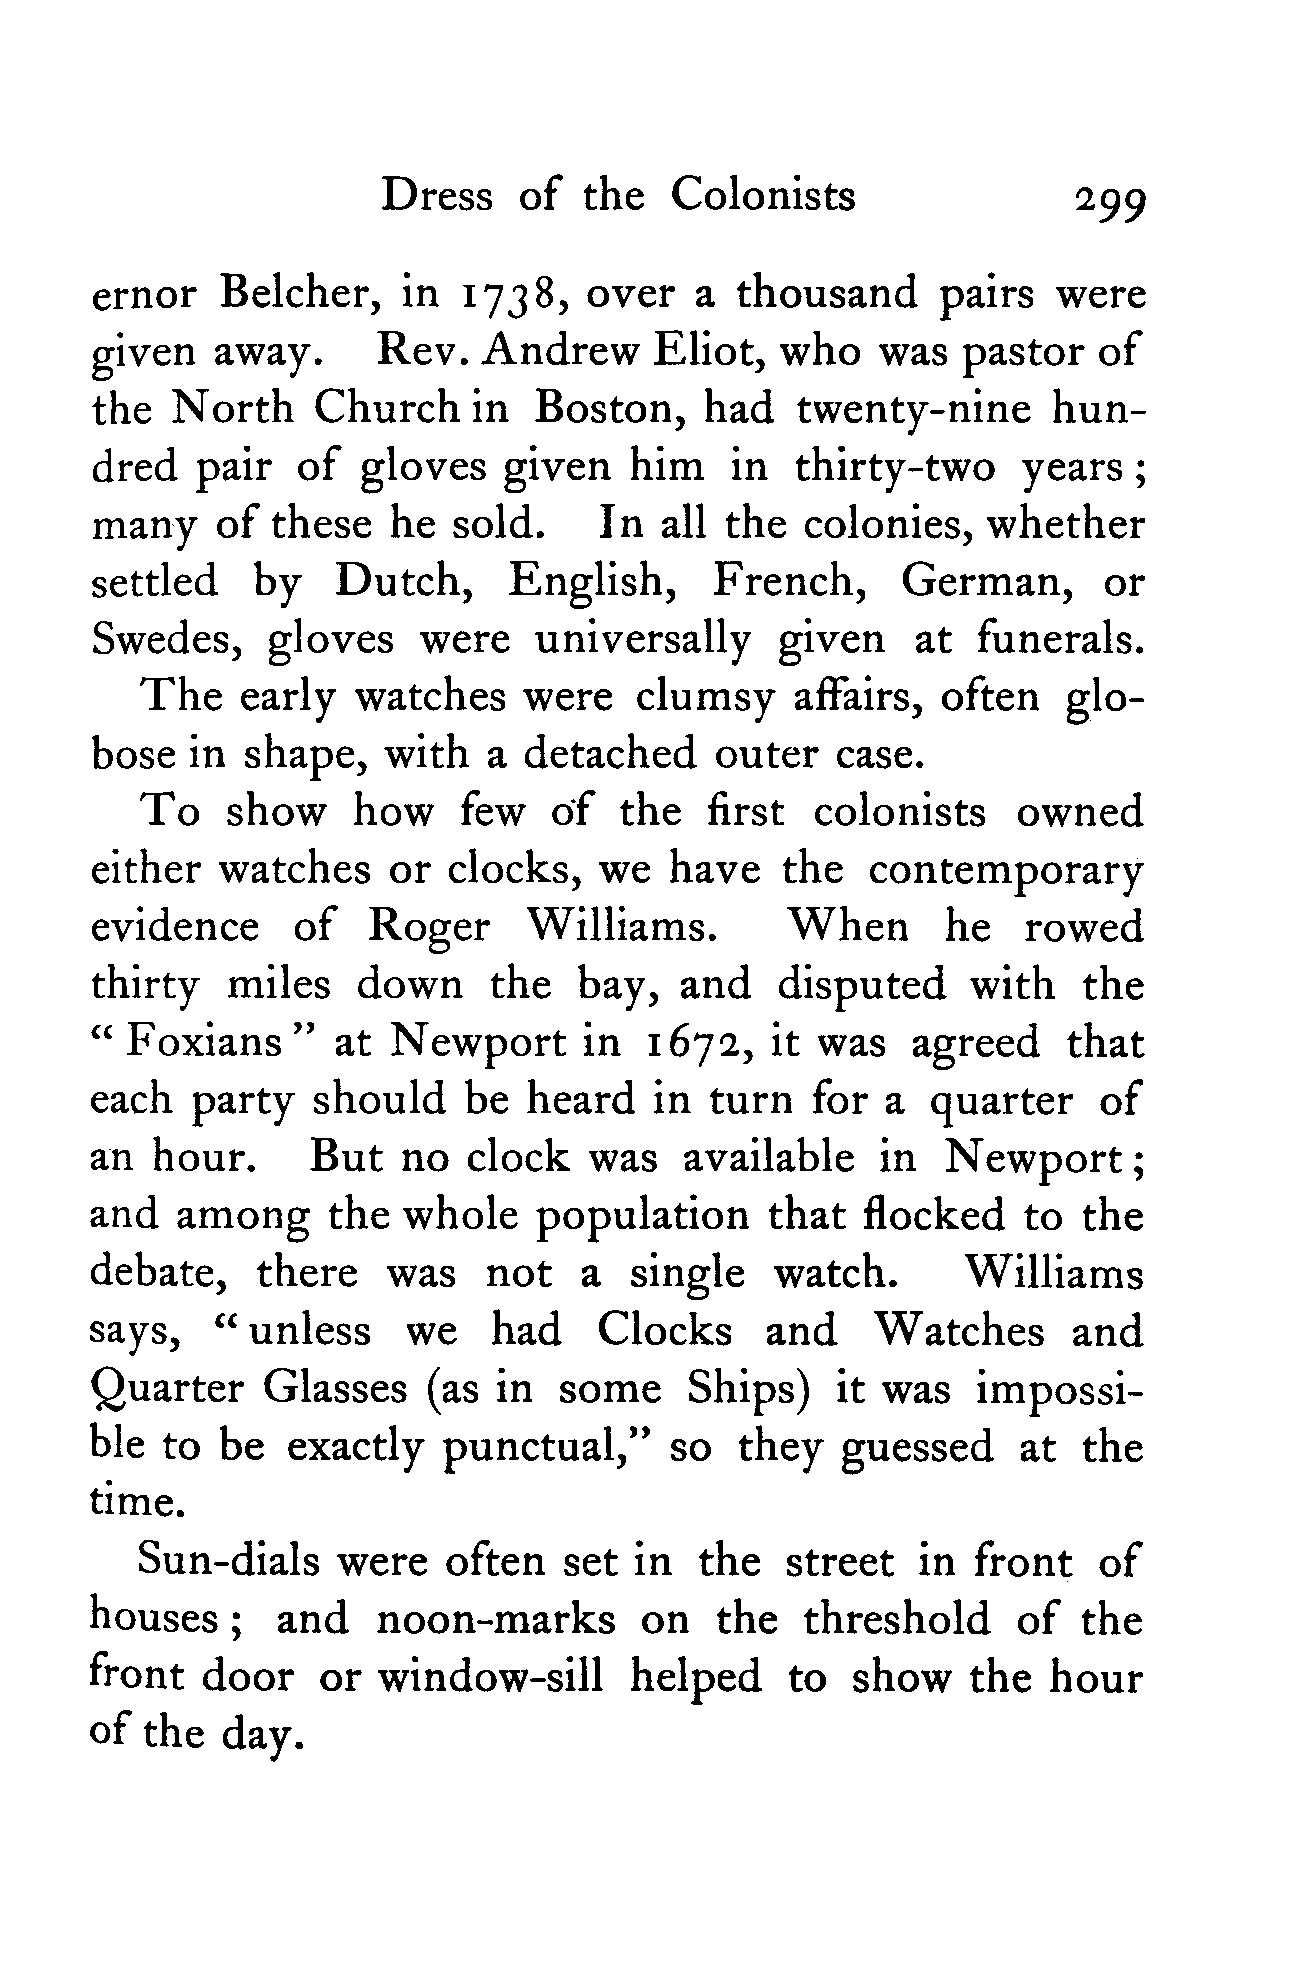 Dress of the Colonists 299
ernor Belcher, in 1738, over a thousand pairs were
given away. Rev. Andrew Eliot, who was pastor of
the North Church in Boston, had twenty-nine hun-
dred pair of gloves given him in thirty-two years ;
many of these he sold. In all the colonies, whether
settled by Dutch, English, French, German, or
Swedes, gloves were universally given at funerals.
The early watches were clumsy affairs, often glo-
bose in shape, with a detached outer case.
To show how few of the first colonists owned
either watches or clocks, we have the contemporary
evidence of Roger Williams. When he rowed
thirty miles down the bay, and disputed with the
“ Foxians ” at Newport in 1672, it was agreed that
each party should be heard in turn for a quarter of
an hour. But no clock was available in Newport ;
and among the whole population that flocked to the
debate, there was not a single watch. Williams
says, “ unless we had Clocks and Watches and
Quarter Glasses (as in some Ships) it was impossi-
ble to be exactly punctual,” so they guessed at the
time.
Sun-dials were often set in the street in front of
houses ; and noon-marks on the threshold of the
front door or window-sill helped to show the hour
of the day.